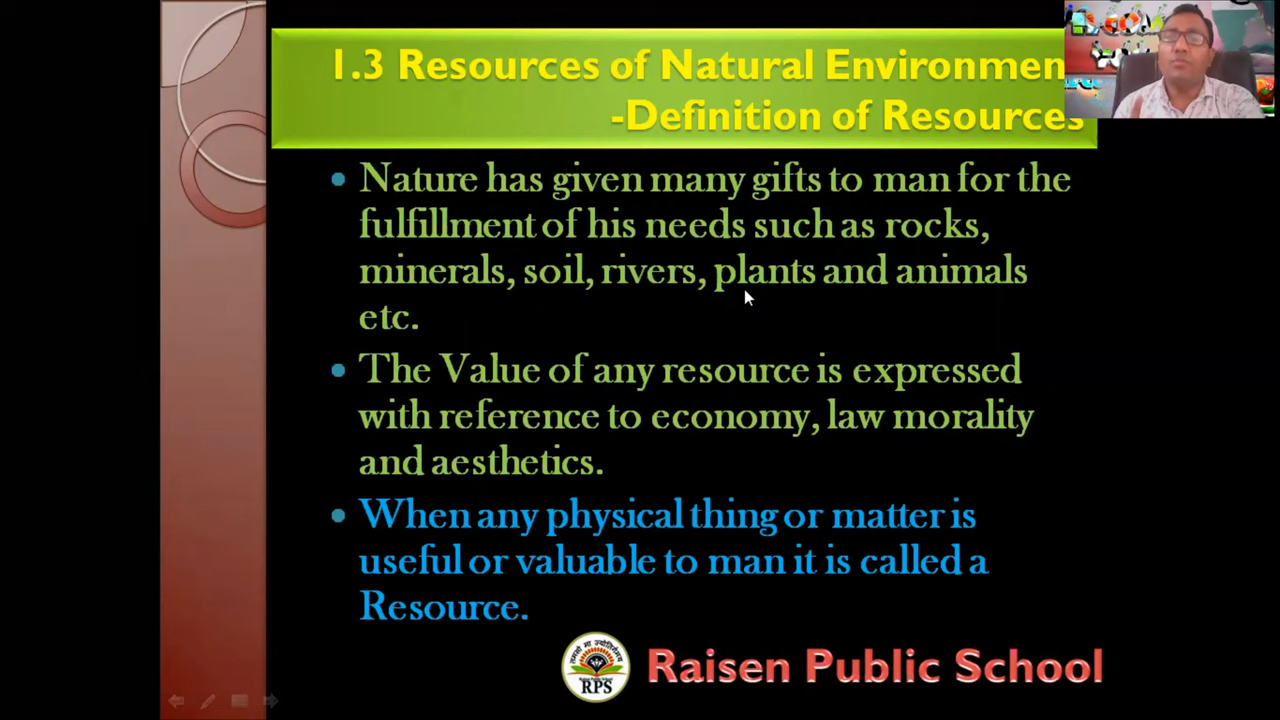 1.3 Resources of Natural Environmen
-Definition of Resources
Nature has given many gifts to man for the
fulfillment of his needs such as rocks,
minerals, soil, rivers, plants and animals
etc.
The Value of any resource is expressed
with reference to economy, law morality
and aesthetics.
When any physical thing or matter is
useful or valuable to man it is called a
Resource.
तमसो मा ज्योतिर्गमय
RPS
Raisen Public School